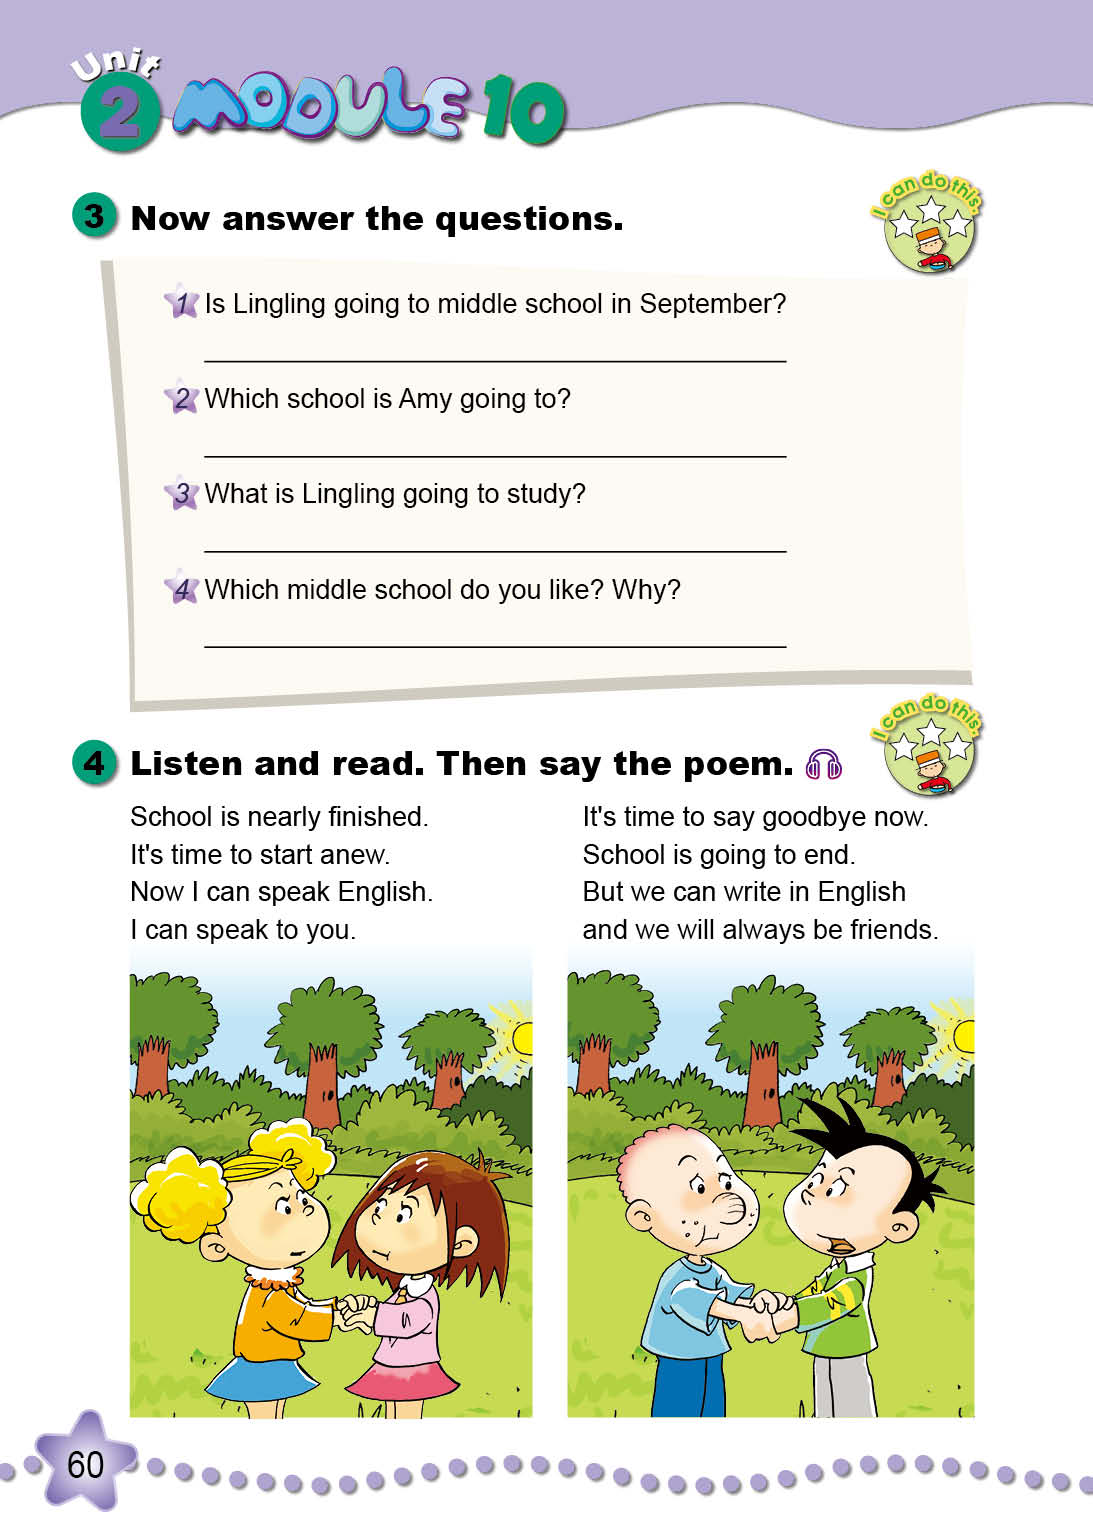 Unit
2 MODULE 10
3 Now answer the questions.
I can do this.
1 Is Lingling going to middle school in September?
2 Which school is Amy going to?
3 What is Lingling going to study?
4 Which middle school do you like? Why?
4 Listen and read. Then say the poem.
I can do this.
School is nearly finished.
It's time to start anew.
Now I can speak English.
I can speak to you.
It's time to say goodbye now.
School is going to end.
But we can write in English
and we will always be friends.
60